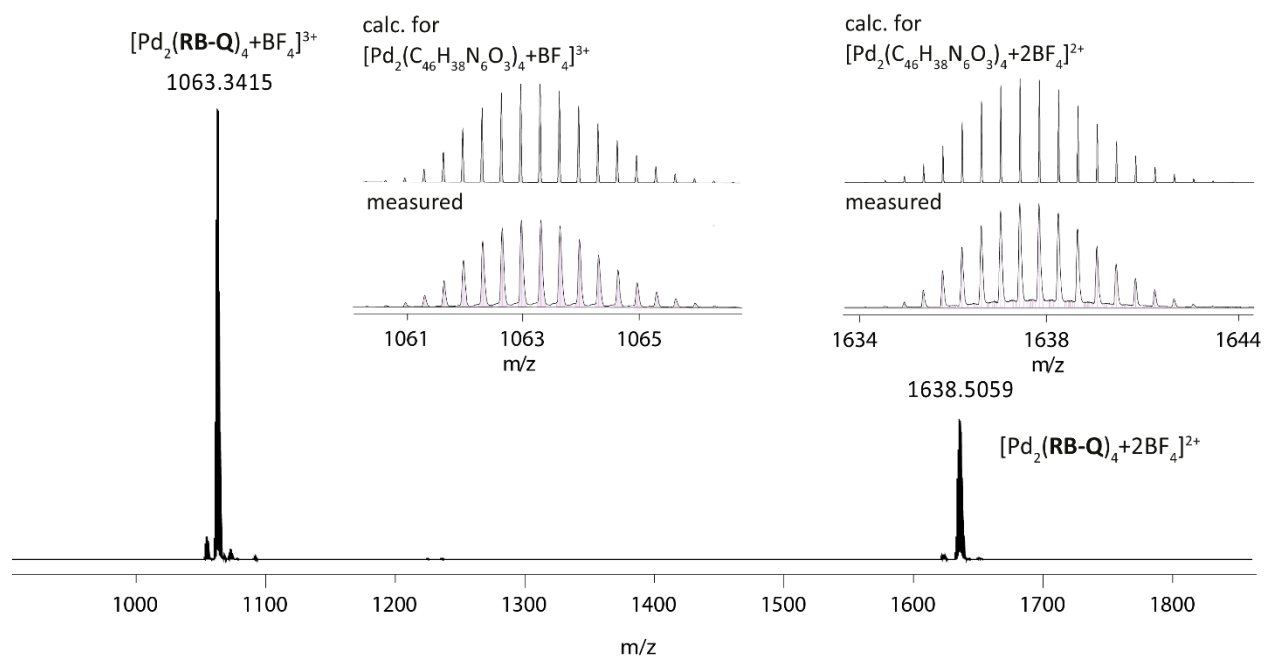 [Pd₂(RB-Q)₄+BF₄]³⁺
1063.3415
calc. for
[Pd₂(C₄₆H₃₈N₆O₃)₄+BF₄]³⁺
measured
1061 1063 1065
m/z
calc. for
[Pd₂(C₄₆H₃₈N₆O₃)₄+2BF₄]²⁺
measured
1634 1638 1644
m/z
1638.5059
[Pd₂(RB-Q)₄+2BF₄]²⁺
1000 1100 1200 1300 1400 1500 1600 1700 1800
m/z